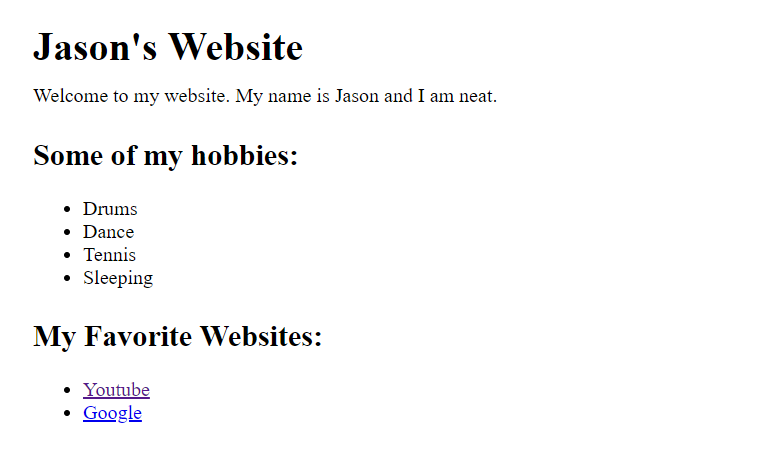 Jason's Website
Welcome to my website. My name is Jason and I am neat.
Some of my hobbies:
Drums
Dance
Tennis
Sleeping
My Favorite Websites:
Youtube
Google